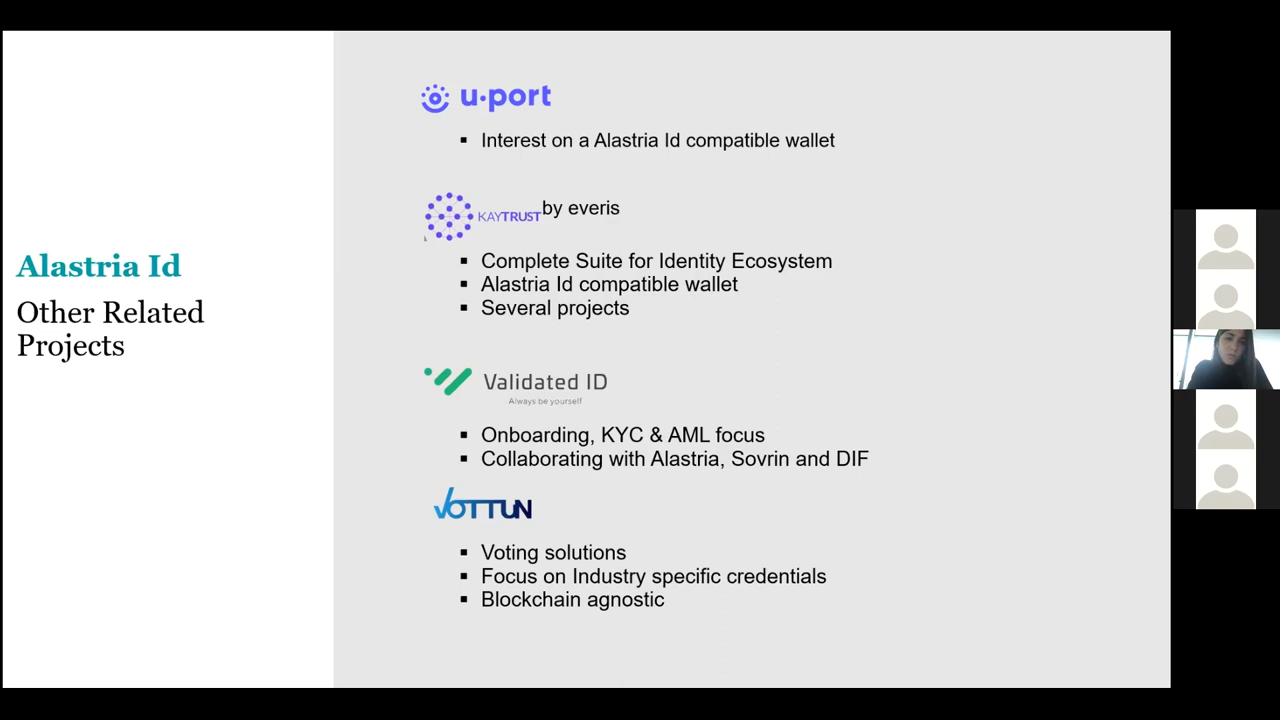 Alastria Id
Other Related
Projects
u·port
▪ Interest on a Alastria Id compatible wallet
KAYTRUST by everis
▪ Complete Suite for Identity Ecosystem
▪ Alastria Id compatible wallet
▪ Several projects
Validated ID
Always be yourself
▪ Onboarding, KYC & AML focus
▪ Collaborating with Alastria, Sovrin and DIF
VOTTUN
▪ Voting solutions
▪ Focus on Industry specific credentials
▪ Blockchain agnostic